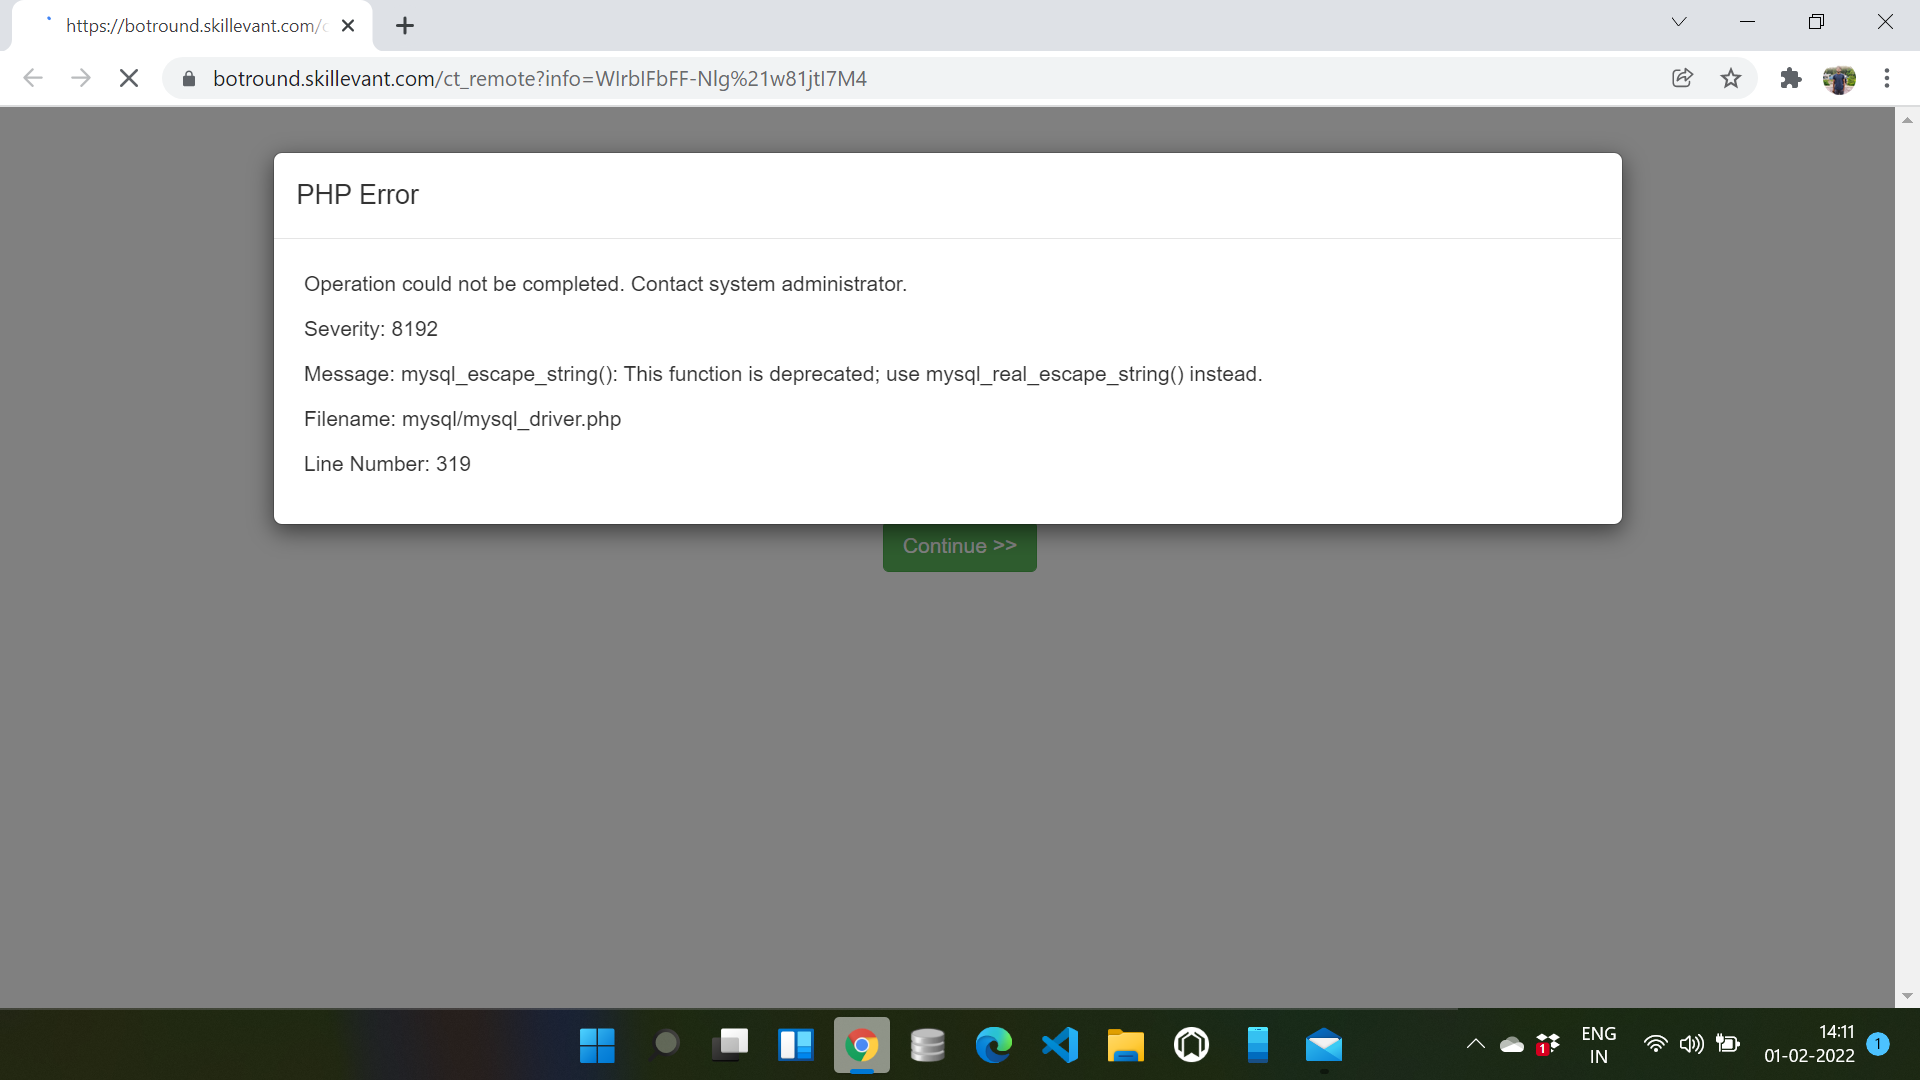 https://botround.skillevant.com/
botround.skillevant.com/ct_remote?info=WIrbIFbFF-Nlg%21w81jtI7M4
PHP Error
Operation could not be completed. Contact system administrator.
Severity: 8192
Message: mysql_escape_string(): This function is deprecated; use mysql_real_escape_string() instead.
Filename: mysql/mysql_driver.php
Line Number: 319
Continue >>
1
ENG
IN
14:11
01-02-2022
1